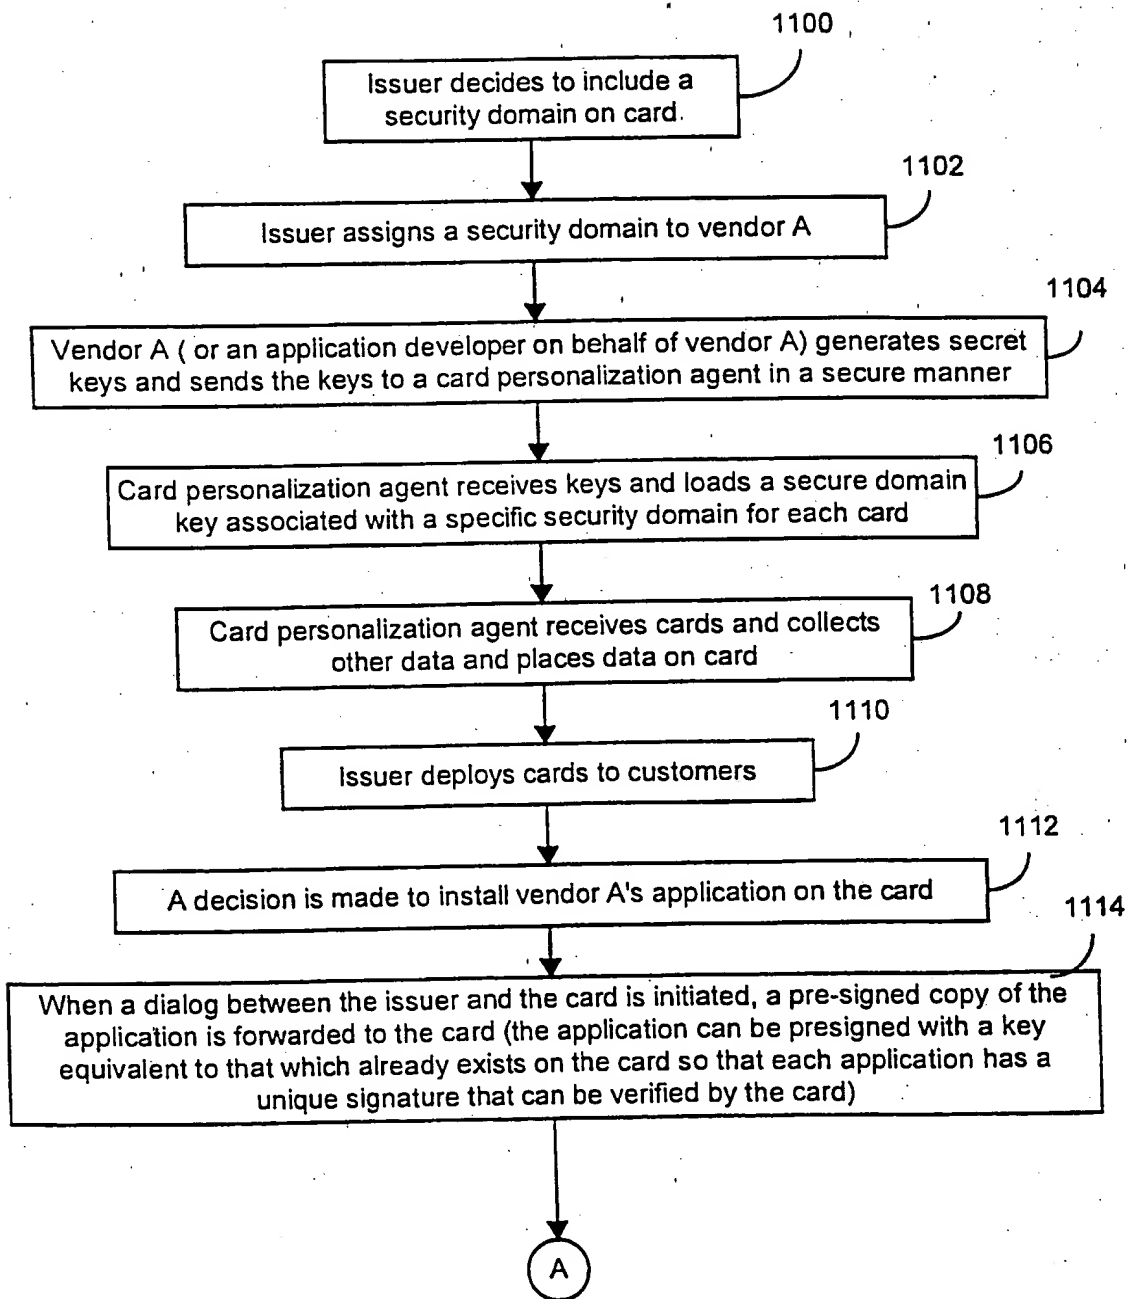 1100
Issuer decides to include a
security domain on card.
1102
Issuer assigns a security domain to vendor A
1104
Vendor A ( or an application developer on behalf of vendor A) generates secret
keys and sends the keys to a card personalization agent in a secure manner
1106
Card personalization agent receives keys and loads a secure domain
key associated with a specific security domain for each card
1108
Card personalization agent receives cards and collects
other data and places data on card
1110
Issuer deploys cards to customers
1112
A decision is made to install vendor A's application on the card
1114
When a dialog between the issuer and the card is initiated, a pre-signed copy of the
application is forwarded to the card (the application can be presigned with a key
equivalent to that which already exists on the card so that each application has a
unique signature that can be verified by the card)
A